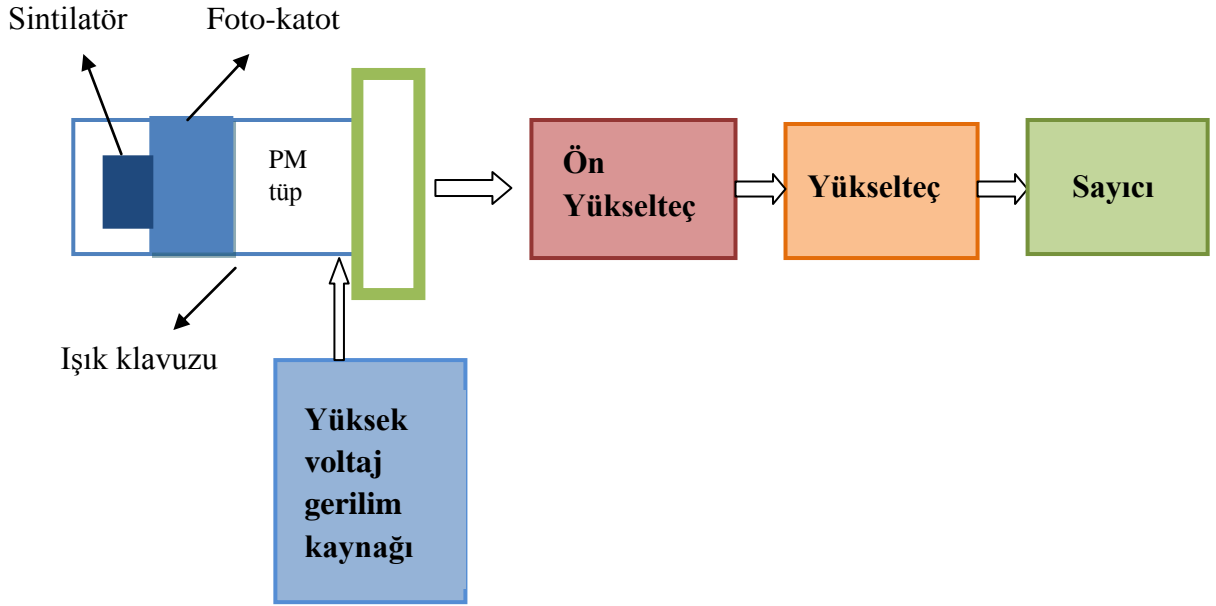 Sintilatör
Foto-katot
PM
tüp
Ön
Yükselteç
Yükselteç
Sayıcı
Işık klavuzu
Yüksek
voltaj
gerilim
kaynağı